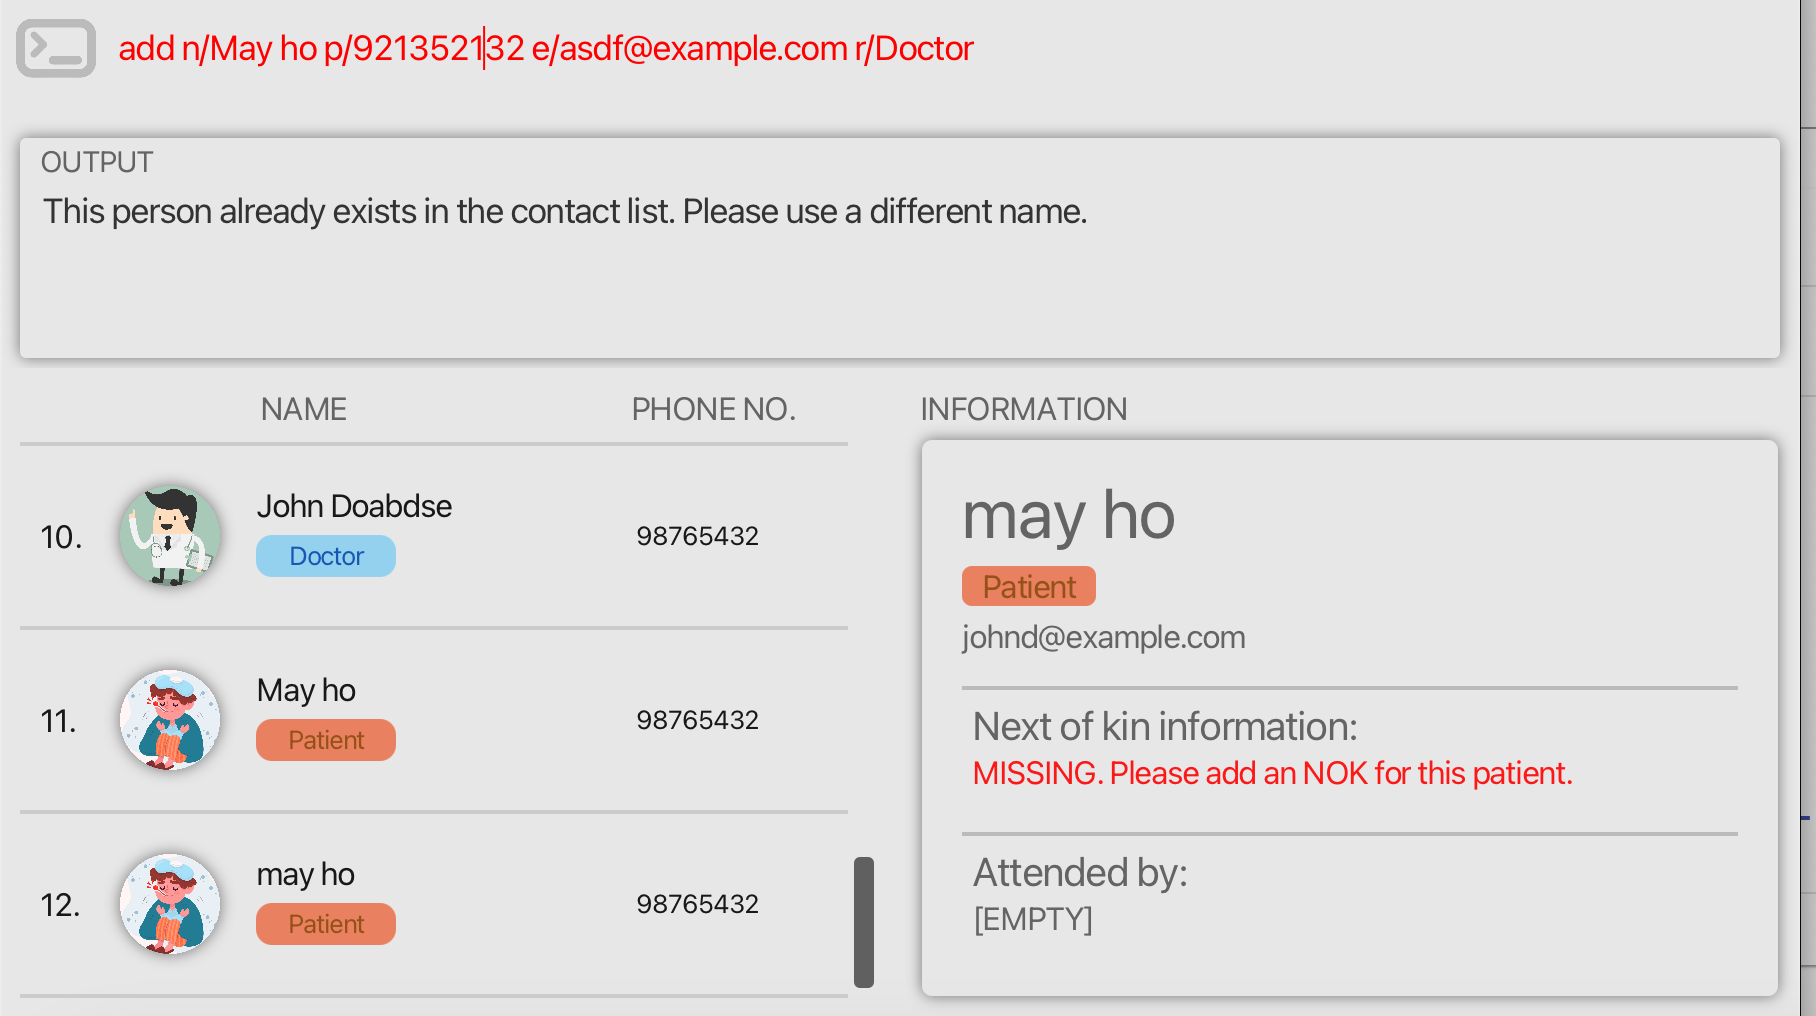 add n/May ho p/921352132 e/asdf@example.com r/Doctor
OUTPUT
This person already exists in the contact list. Please use a different name.
NAME PHONE NO.
10. John Doabdse 98765432
Doctor
11. May ho 98765432
Patient
12. may ho 98765432
Patient
INFORMATION
may ho
Patient
johnd@example.com
Next of kin information:
MISSING. Please add an NOK for this patient.
Attended by:
[EMPTY]